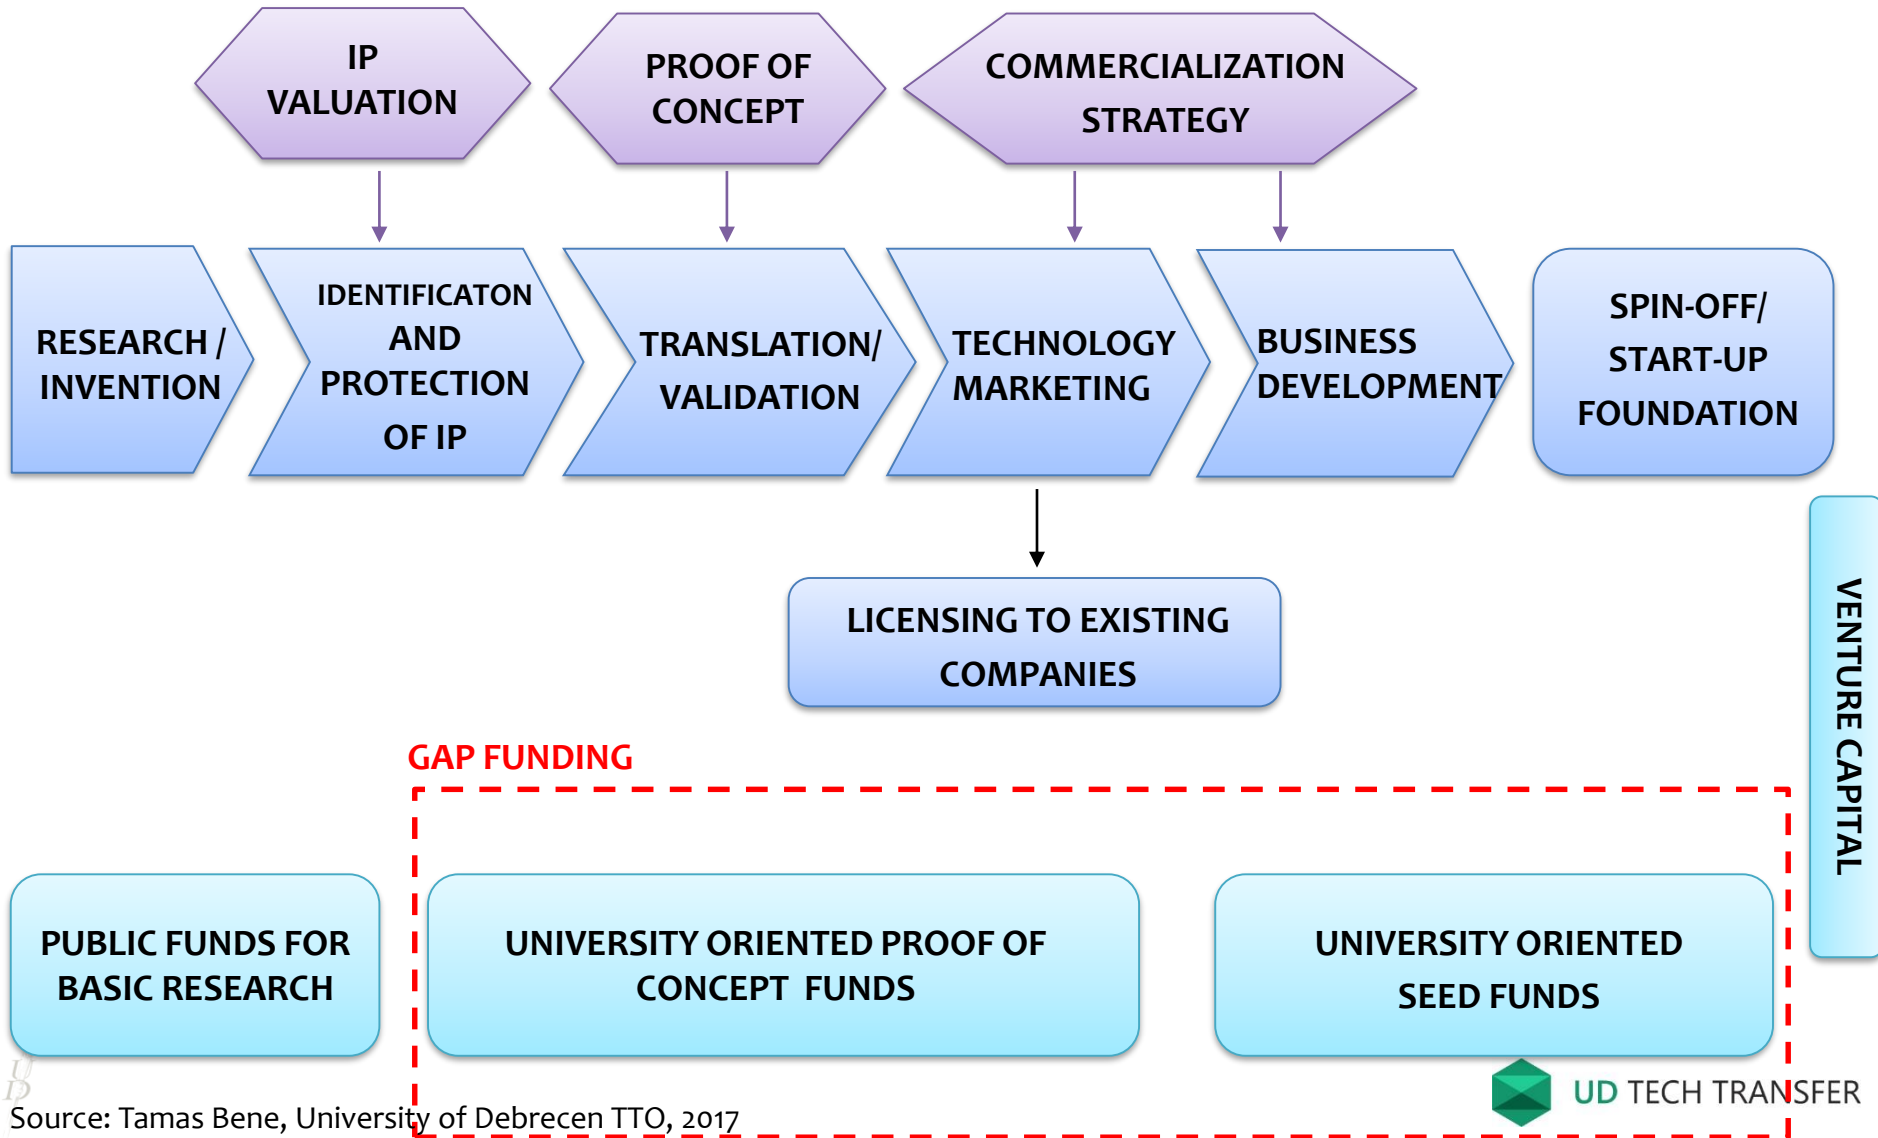 IP
VALUATION
PROOF OF
CONCEPT
COMMERCIALIZATION
STRATEGY
RESEARCH /
INVENTION
IDENTIFICATON
AND
PROTECTION
OF IP
TRANSLATION/
VALIDATION
TECHNOLOGY
MARKETING
BUSINESS
DEVELOPMENT
SPIN-OFF/
START-UP
FOUNDATION
LICENSING TO EXISTING
COMPANIES
VENTURE CAPITAL
GAP FUNDING
PUBLIC FUNDS FOR
BASIC RESEARCH
UNIVERSITY ORIENTED PROOF OF
CONCEPT FUNDS
UNIVERSITY ORIENTED
SEED FUNDS
UD TECH TRANSFER
Source: Tamas Bene, University of Debrecen TTO, 2017